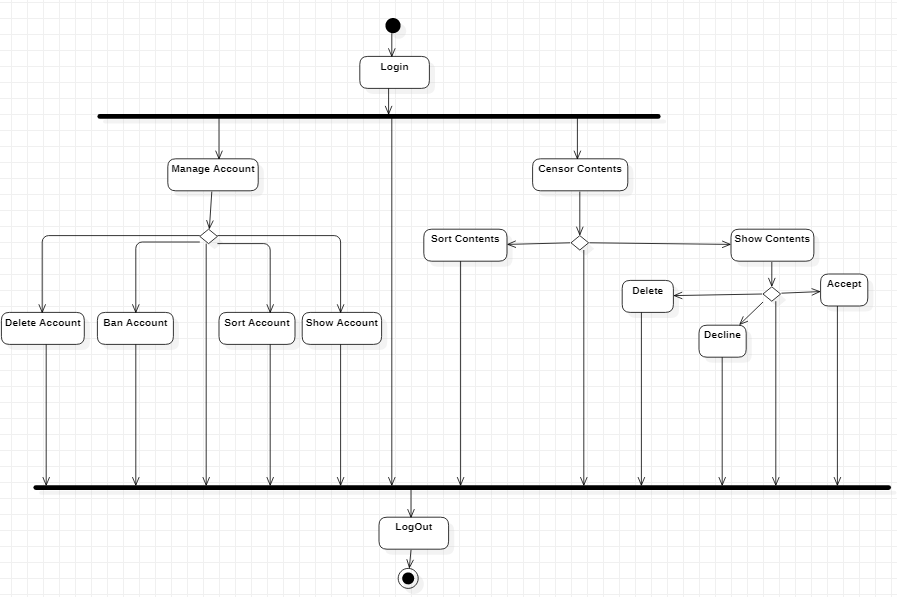 Login
Manage Account
Censor Contents
Sort Contents
Show Contents
Delete
Accept
Decline
Delete Account
Ban Account
Sort Account
Show Account
LogOut